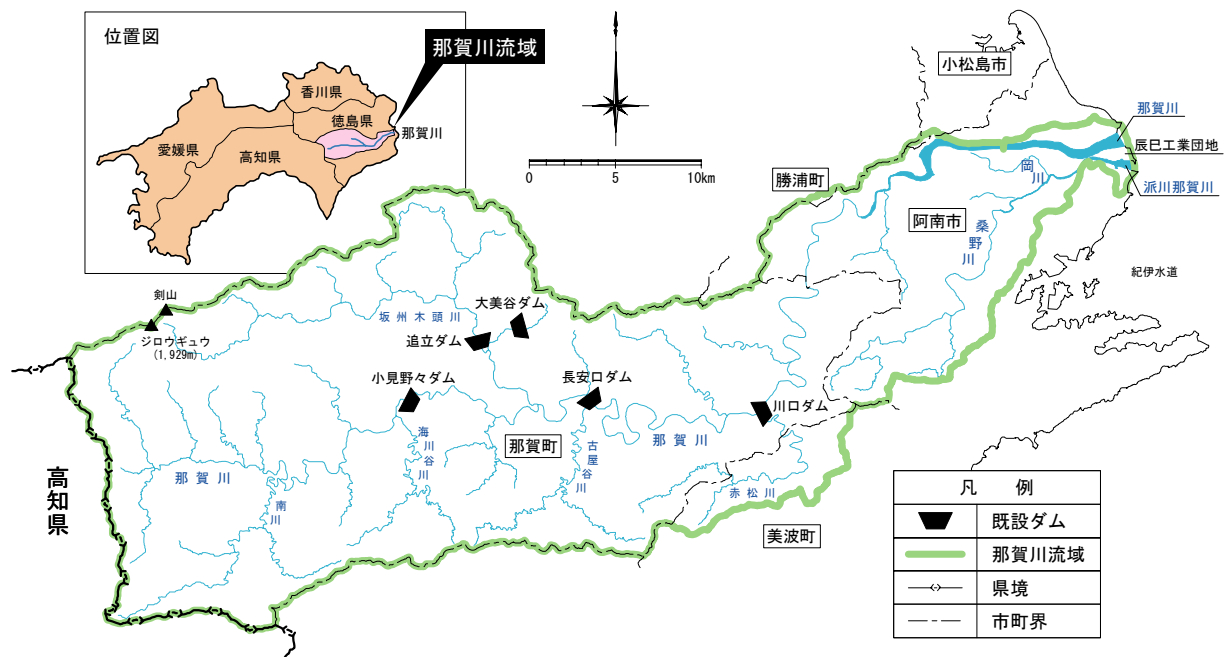 位置図
那賀川流域
香川県
徳島県
那賀川
愛媛県
高知県
0 5 10km
小松島市
那賀川
辰巳工業団地
派川那賀川
勝浦町
岡川
阿南市
桑野川
紀伊水道
剣山
ジロウギュウ
(1,929m)
坂州木頭川
大美谷ダム
追立ダム
小見野々ダム
長安口ダム
川口ダム
海川谷川
那賀町
古屋谷川
那賀川
高知県
那賀川
南川
赤松川
美波町
凡 例
既設ダム
那賀川流域
県境
市町界